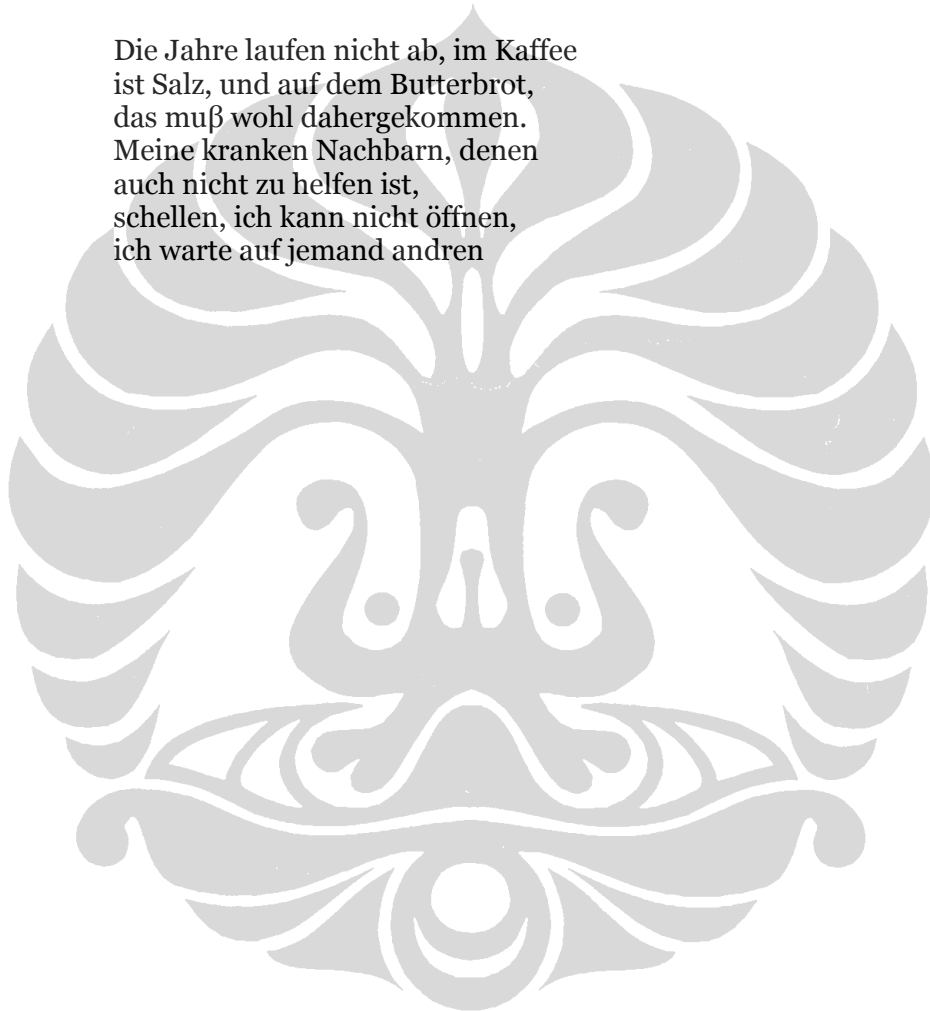 Die Jahre laufen nicht ab, im Kaffee
ist Salz, und auf dem Butterbrot,
das muβ wohl dahergekommen.
Meine kranken Nachbarn, denen
auch nicht zu helfen ist,
schellen, ich kann nicht öffnen,
ich warte auf jemand andren